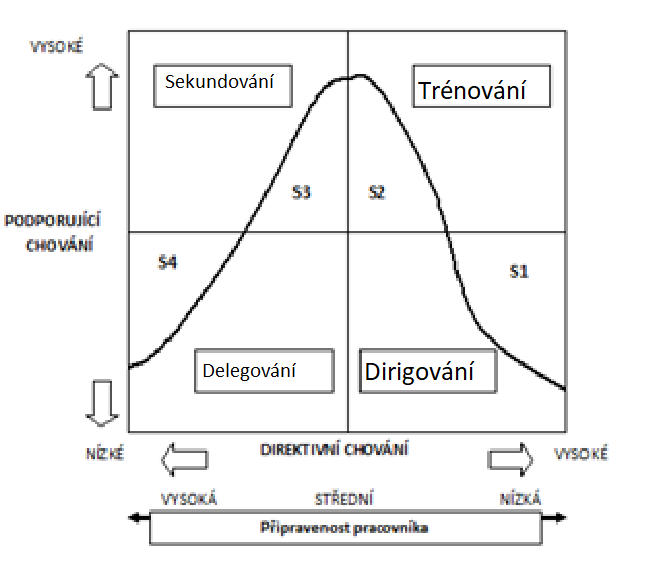 VYSOKÉ
Sekundování
Trénování
S3
S2
PODPORUJÍCÍ
CHOVÁNÍ
S4
S1
Delegování
Dirigování
NÍZKÉ
DIREKTIVNÍ CHOVÁNÍ
VYSOKÉ
VYSOKÁ
STŘEDNÍ
NÍZKÁ
Připravenost pracovníka